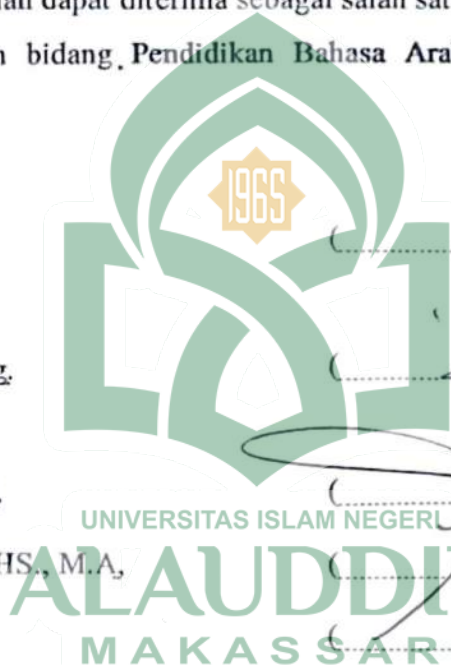 dapat diterima sebagai salah sat
bidang Pendidikan Bahasa Ara
1965
(..............
(..............
(..............
UNIVERSITAS ISLAM NEGERI
HS., M.A, (..............
ALAUDDI
(..............
MAKASSAR